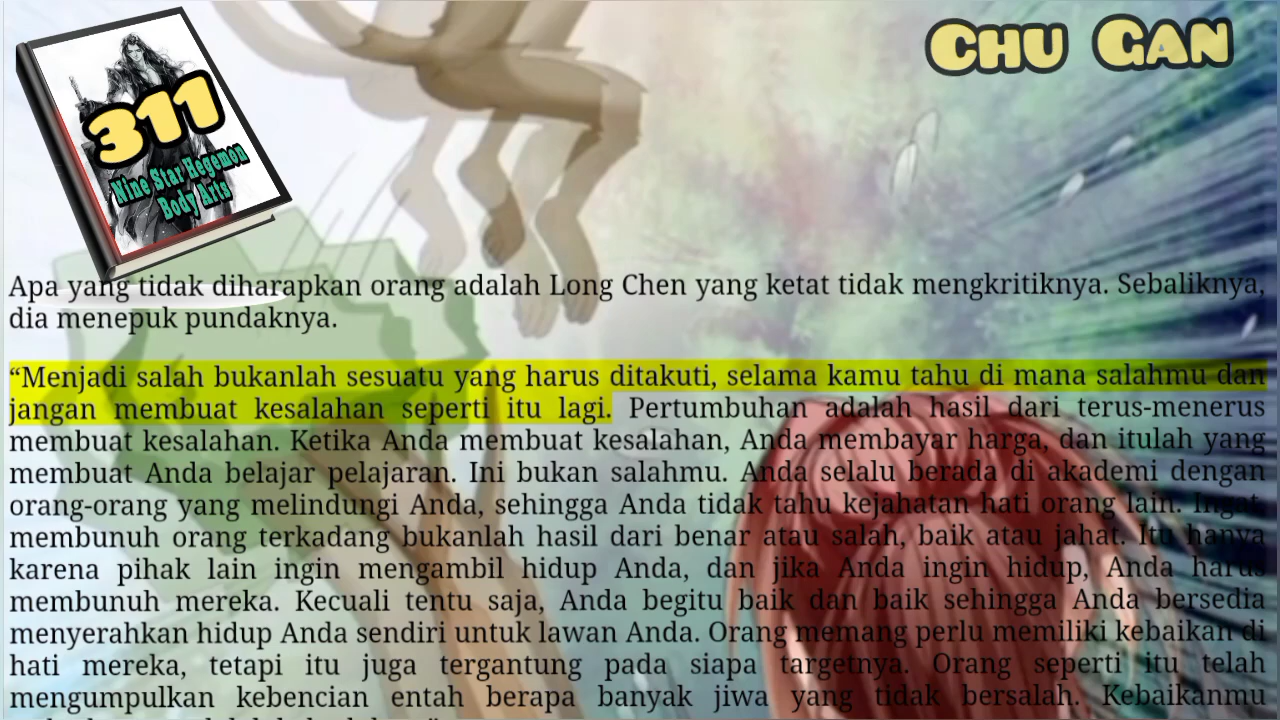 CHU GAN
311
Nine Star Hegemon
Body Arts
Apa yang tidak diharapkan orang adalah Long Chen yang ketat tidak mengkritiknya. Sebaliknya,
dia menepuk pundaknya.
“Menjadi salah bukanlah sesuatu yang harus ditakuti, selama kamu tahu di mana salahmu dan
jangan membuat kesalahan seperti itu lagi. Pertumbuhan adalah hasil dari terus-menerus
membuat kesalahan. Ketika Anda membuat kesalahan, Anda membayar harga, dan itulah yang
membuat Anda belajar pelajaran. Ini bukan salahmu. Anda selalu berada di akademi dengan
orang-orang yang melindungi Anda, sehingga Anda tidak tahu kejahatan hati orang lain. Ingat,
membunuh orang terkadang bukanlah hasil dari benar atau salah, baik atau jahat. Itu hanya
karena pihak lain ingin mengambil hidup Anda, dan jika Anda ingin hidup, Anda harus
membunuh mereka. Kecuali tentu saja, Anda begitu baik dan baik sehingga Anda bersedia
menyerahkan hidup Anda sendiri untuk lawan Anda. Orang memang perlu memiliki kebaikan di
hati mereka, tetapi itu juga tergantung pada siapa targetnya. Orang seperti itu telah
mengumpulkan kebencian entah berapa banyak jiwa yang tidak bersalah. Kebaikanmu